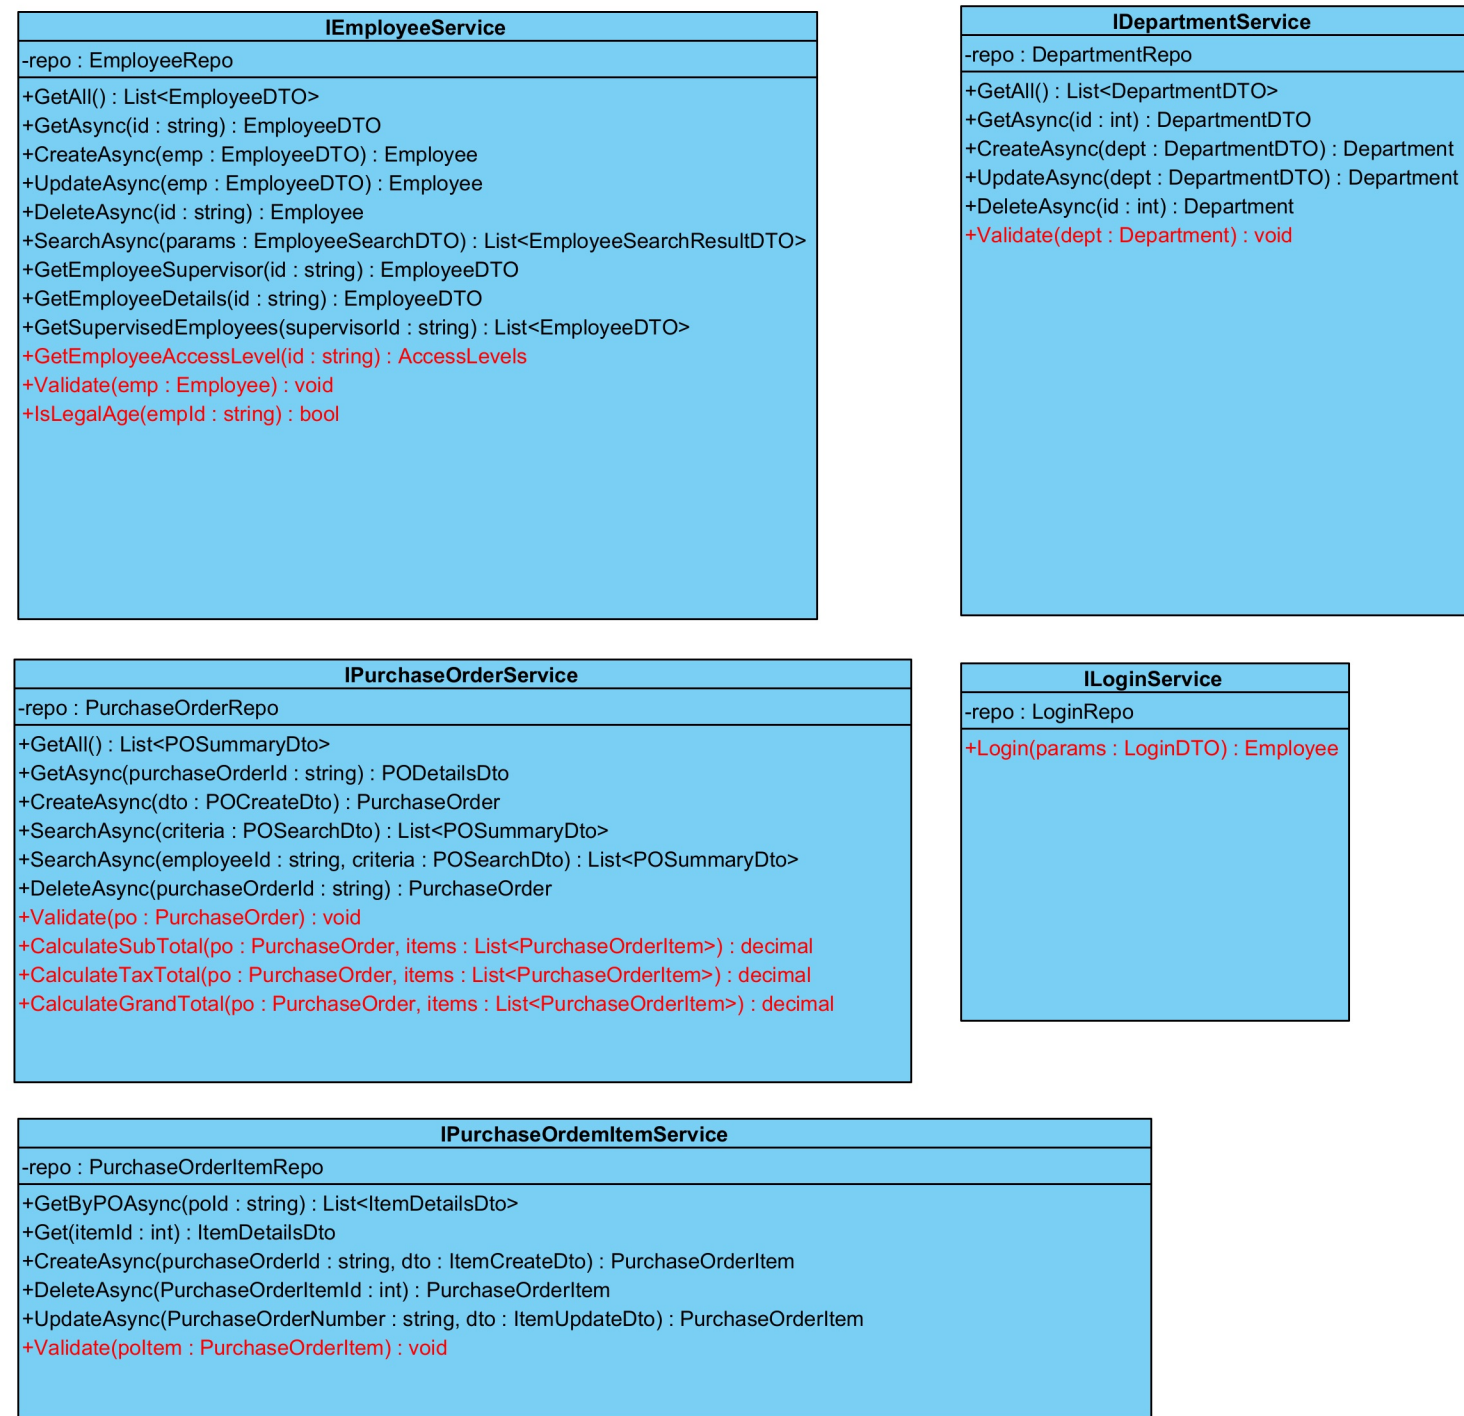 IEmployeeService
-repo : EmployeeRepo
+GetAll() : List<EmployeeDTO>
+GetAsync(id : string) : EmployeeDTO
+CreateAsync(emp : EmployeeDTO) : Employee
+UpdateAsync(emp : EmployeeDTO) : Employee
+DeleteAsync(id : string) : Employee
+SearchAsync(params : EmployeeSearchDTO) : List<EmployeeSearchResultDTO>
+GetEmployeeSupervisor(id : string) : EmployeeDTO
+GetEmployeeDetails(id : string) : EmployeeDTO
+GetSupervisedEmployees(supervisorId : string) : List<EmployeeDTO>
+GetEmployeeAccessLevel(id : string) : AccessLevels
+Validate(emp : Employee) : void
+IsLegalAge(empId : string) : bool
IDepartmentService
-repo : DepartmentRepo
+GetAll() : List<DepartmentDTO>
+GetAsync(id : int) : DepartmentDTO
+CreateAsync(dept : DepartmentDTO) : Department
+UpdateAsync(dept : DepartmentDTO) : Department
+DeleteAsync(id : int) : Department
+Validate(dept : Department) : void
IPurchaseOrderService
-repo : PurchaseOrderRepo
+GetAll() : List<POSummaryDto>
+GetAsync(purchaseOrderId : string) : PODetailsDto
+CreateAsync(dto : POCreateDto) : PurchaseOrder
+SearchAsync(criteria : POSearchDto) : List<POSummaryDto>
+SearchAsync(employeeId : string, criteria : POSearchDto) : List<POSummaryDto>
+DeleteAsync(purchaseOrderId : string) : PurchaseOrder
+Validate(po : PurchaseOrder) : void
+CalculateSubTotal(po : PurchaseOrder, items : List<PurchaseOrderItem>) : decimal
+CalculateTaxTotal(po : PurchaseOrder, items : List<PurchaseOrderItem>) : decimal
+CalculateGrandTotal(po : PurchaseOrder, items : List<PurchaseOrderItem>) : decimal
ILoginService
-repo : LoginRepo
+Login(params : LoginDTO) : Employee
IPurchaseOrdemItemService
-repo : PurchaseOrderItemRepo
+GetByPOAsync(poId : string) : List<ItemDetailsDto>
+Get(itemId : int) : ItemDetailsDto
+CreateAsync(purchaseOrderId : string, dto : ItemCreateDto) : PurchaseOrderItem
+DeleteAsync(PurchaseOrderItemId : int) : PurchaseOrderItem
+UpdateAsync(PurchaseOrderNumber : string, dto : ItemUpdateDto) : PurchaseOrderItem
+Validate(poItem : PurchaseOrderItem) : void